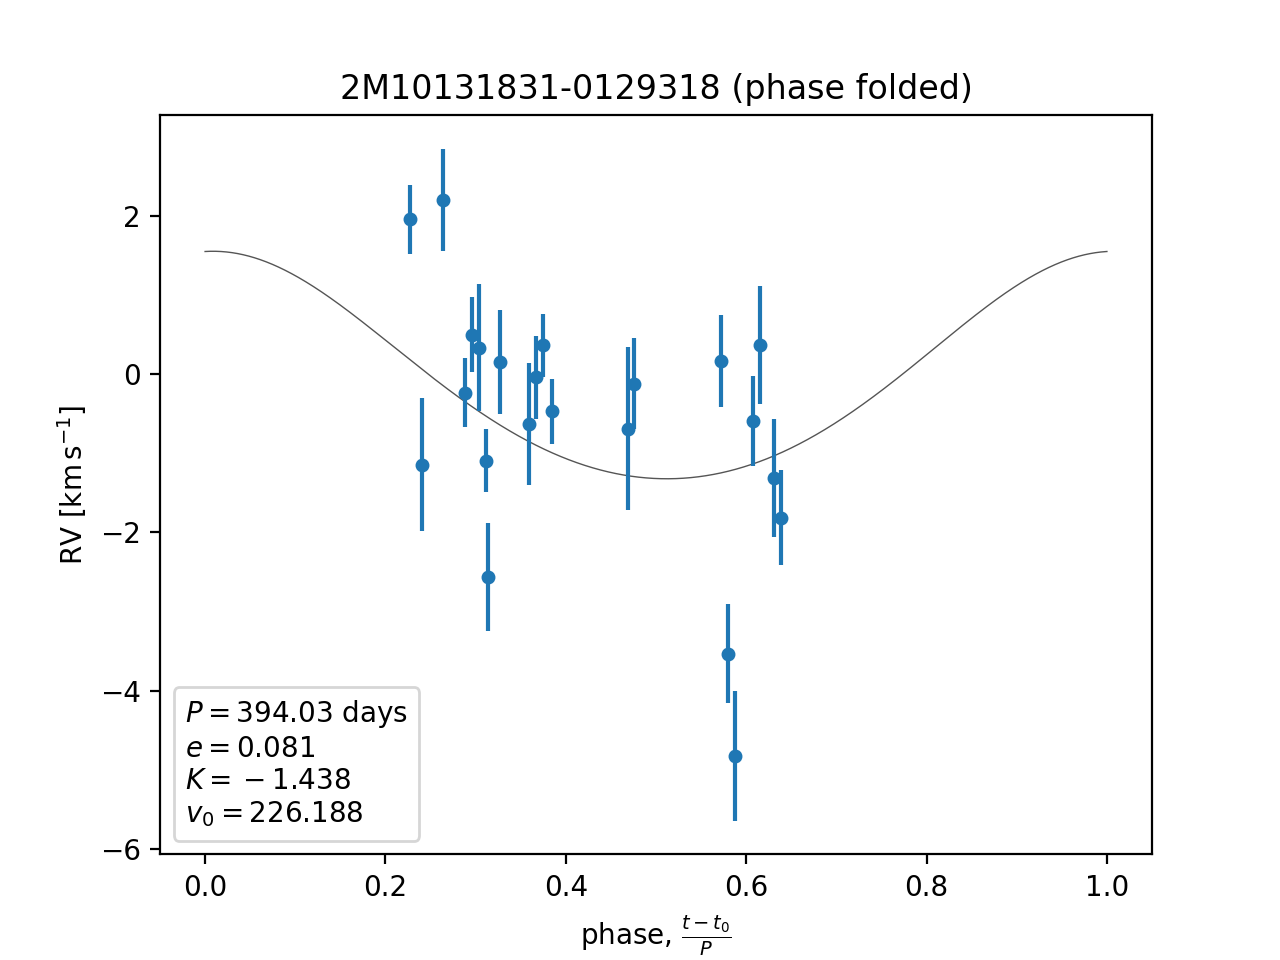 2M10131831-0129318 (phase folded)
RV [km s⁻¹]
2
0
−2
−4
−6
P = 394.03 days
e = 0.081
K = −1.438
v₀ = 226.188
0.0 0.2 0.4 0.6 0.8 1.0
phase, (t − t₀)/P